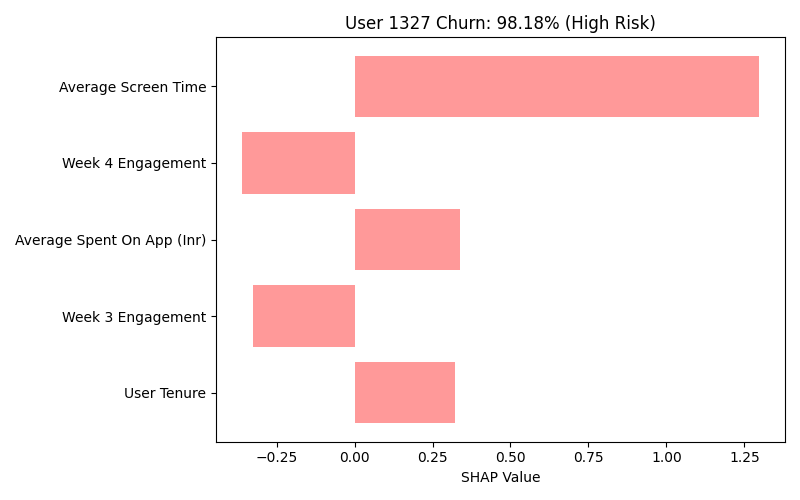 User 1327 Churn: 98.18% (High Risk)
Average Screen Time
Week 4 Engagement
Average Spent On App (Inr)
Week 3 Engagement
User Tenure
−0.25 0.00 0.25 0.50 0.75 1.00 1.25
SHAP Value